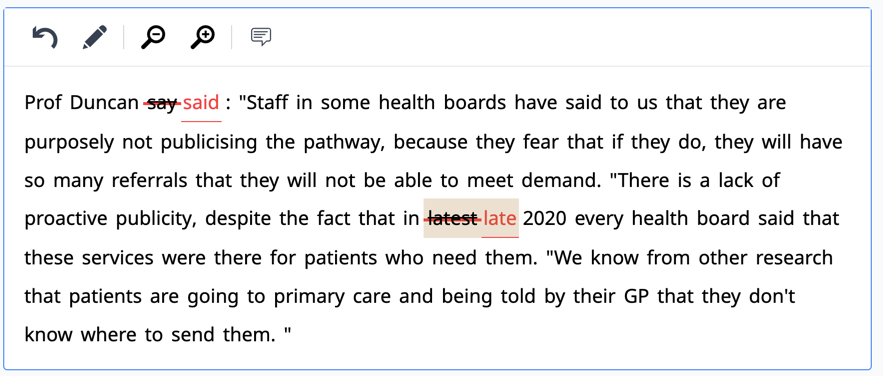 Prof Duncan say said : "Staff in some health boards have said to us that they are
purposely not publicising the pathway, because they fear that if they do, they will have
so many referrals that they will not be able to meet demand. "There is a lack of
proactive publicity, despite the fact that in latest late 2020 every health board said that
these services were there for patients who need them. "We know from other research
that patients are going to primary care and being told by their GP that they don't
know where to send them. "